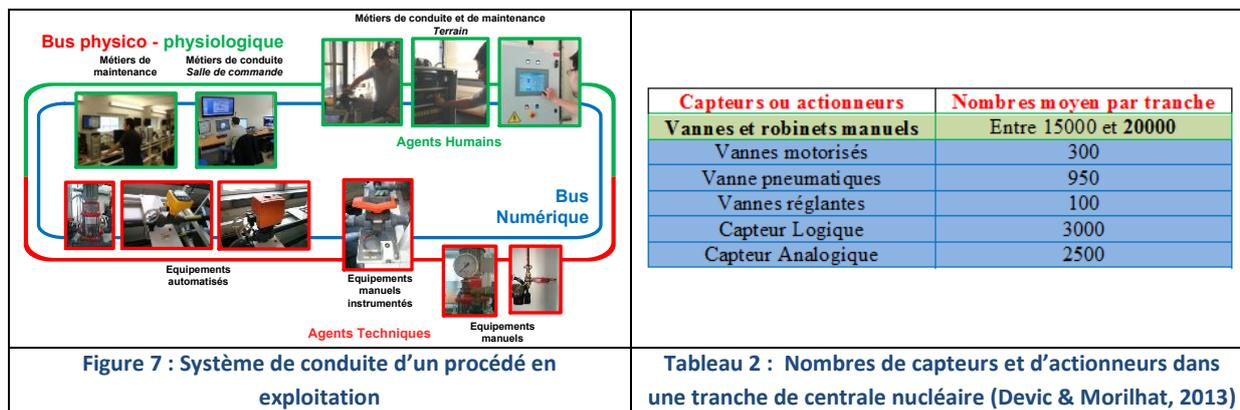 Métiers de conduite et de maintenance
Terrain
Bus physico - physiologique
Métiers de
maintenance
Métiers de conduite
Salle de commande
Agents Humains
Bus
Numérique
Equipements
automatisés
Equipements
manuels
instrumentés
Agents Techniques
Equipements
manuels
Figure 7 : Système de conduite d’un procédé en
exploitation
Capteurs ou actionneurs Nombres moyen par tranche
Vannes et robinets manuels Entre 15000 et 20000
Vannes motorisés 300
Vanne pneumatiques 950
Vannes réglantes 100
Capteur Logique 3000
Capteur Analogique 2500
Tableau 2 : Nombres de capteurs et d’actionneurs dans
une tranche de centrale nucléaire (Devic & Morilhat, 2013)